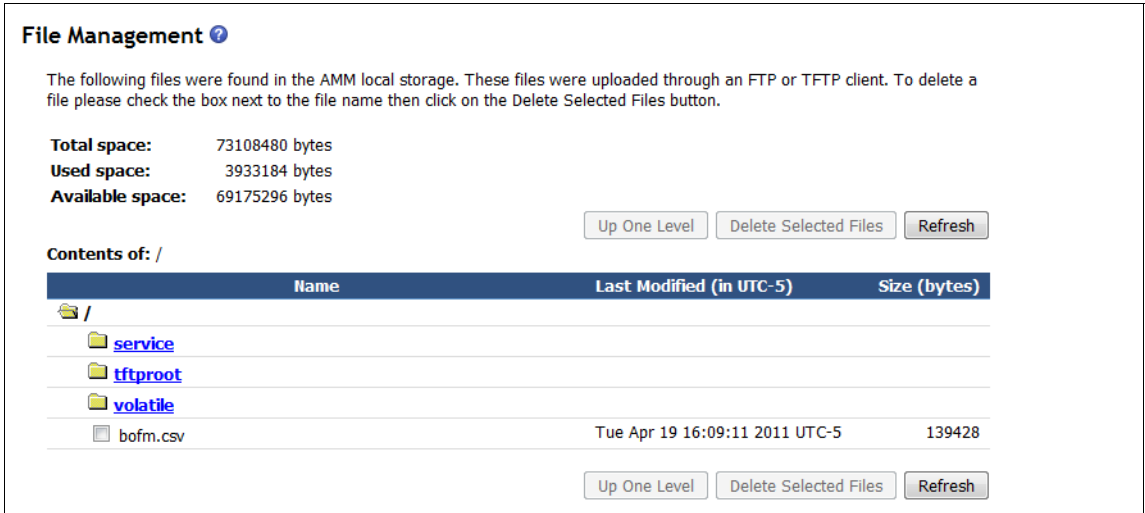 File Management ?
The following files were found in the AMM local storage. These files were uploaded through an FTP or TFTP client. To delete a
file please check the box next to the file name then click on the Delete Selected Files button.
Total space: 73108480 bytes
Used space: 3933184 bytes
Available space: 69175296 bytes
Up One Level Delete Selected Files Refresh
Contents of: /
Name Last Modified (in UTC-5) Size (bytes)
/
service
tftproot
volatile
bofm.csv Tue Apr 19 16:09:11 2011 UTC-5 139428
Up One Level Delete Selected Files Refresh